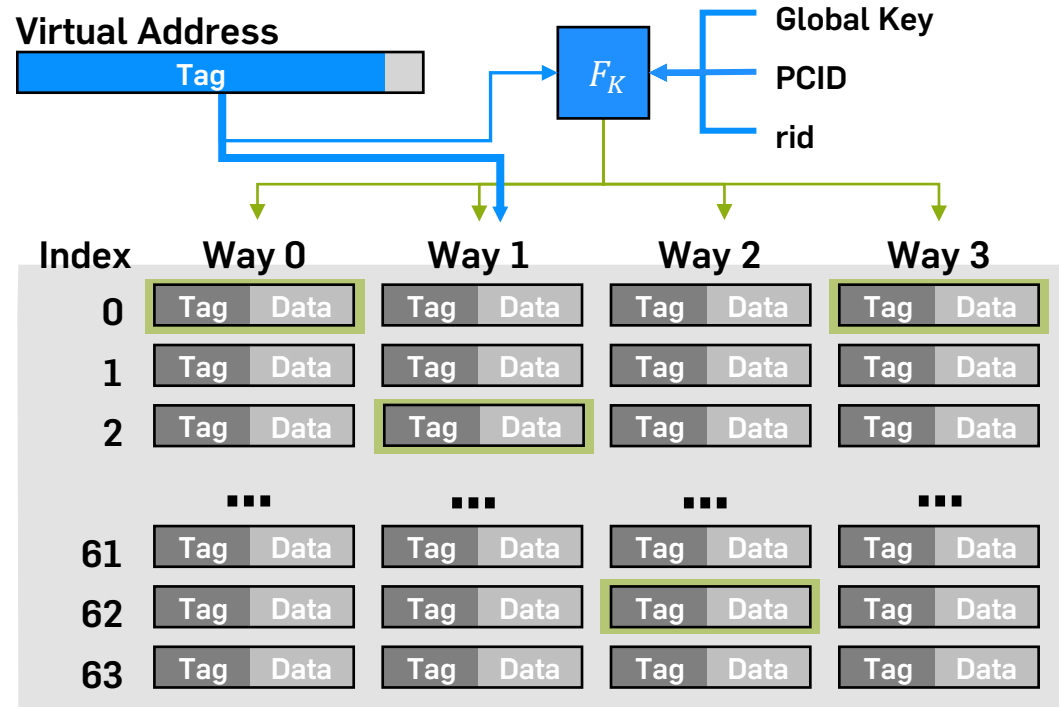 Virtual Address
Tag
F_K
Global Key
PCID
rid
Index Way 0 Way 1 Way 2 Way 3
0 Tag Data Tag Data Tag Data Tag Data
1 Tag Data Tag Data Tag Data Tag Data
2 Tag Data Tag Data Tag Data Tag Data
... ... ... ...
61 Tag Data Tag Data Tag Data Tag Data
62 Tag Data Tag Data Tag Data Tag Data
63 Tag Data Tag Data Tag Data Tag Data